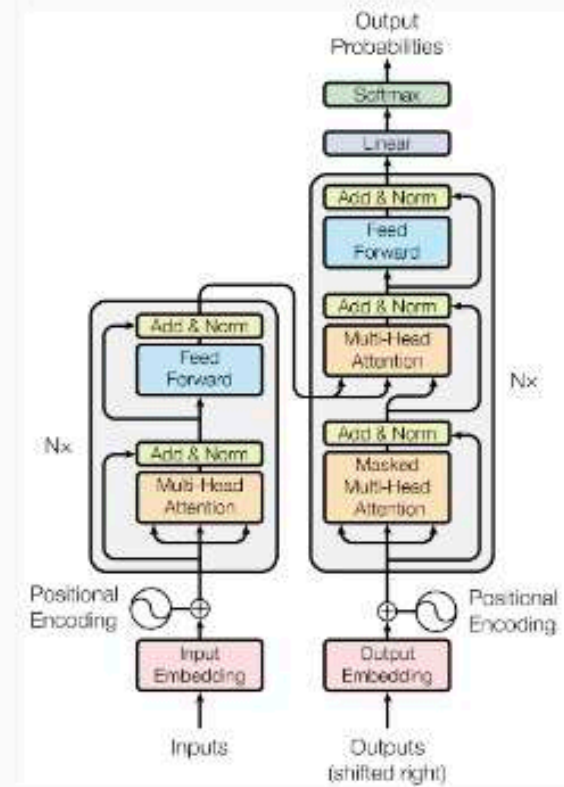 Output
Probabilities
Softmax
Linear
Add & Norm
Feed
Forward
Add & Norm
Multi-Head
Attention
Nx
Add & Norm
Masked
Multi-Head
Attention
Add & Norm
Feed
Forward
Nx
Add & Norm
Multi-Head
Attention
Positional
Encoding
Positional
Encoding
Input
Embedding
Output
Embedding
Inputs
Outputs
(shifted right)